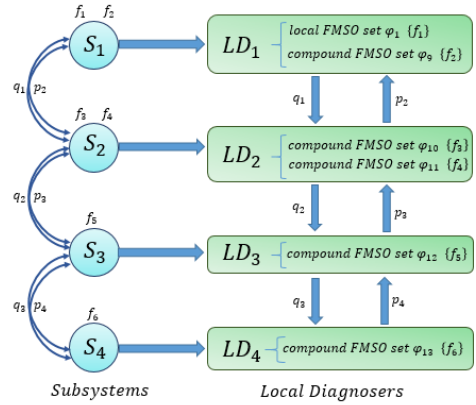 f₁ f₂
S₁
LD₁
local FMSO set φ₁ {f₁}
compound FMSO set φ₉ {f₂}
q₁ p₂
q₁
p₂
f₃ f₄
S₂
LD₂
compound FMSO set φ₁₀ {f₃}
compound FMSO set φ₁₁ {f₄}
q₂ p₃
q₂
p₃
f₅
S₃
LD₃
compound FMSO set φ₁₂ {f₅}
q₃ p₄
q₃
p₄
f₆
S₄
LD₄
compound FMSO set φ₁₃ {f₆}
Subsystems
Local Diagnosers